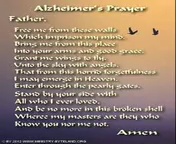 Alzheimer's Prayer
Father,
Free me from these walls
Which imprison my mind.
Bring me from this place
Into your arms and good grace.
Grant me wings to fly,
Unto the sky with angels.
That from this horrid forgetfulness
I may emerge in Heaven.
Enter through the pearly gates.
Stand by your side with
All who I ever loved.
And be no more in this broken shell
Where my masters are they who
Know you nor me not.
Amen